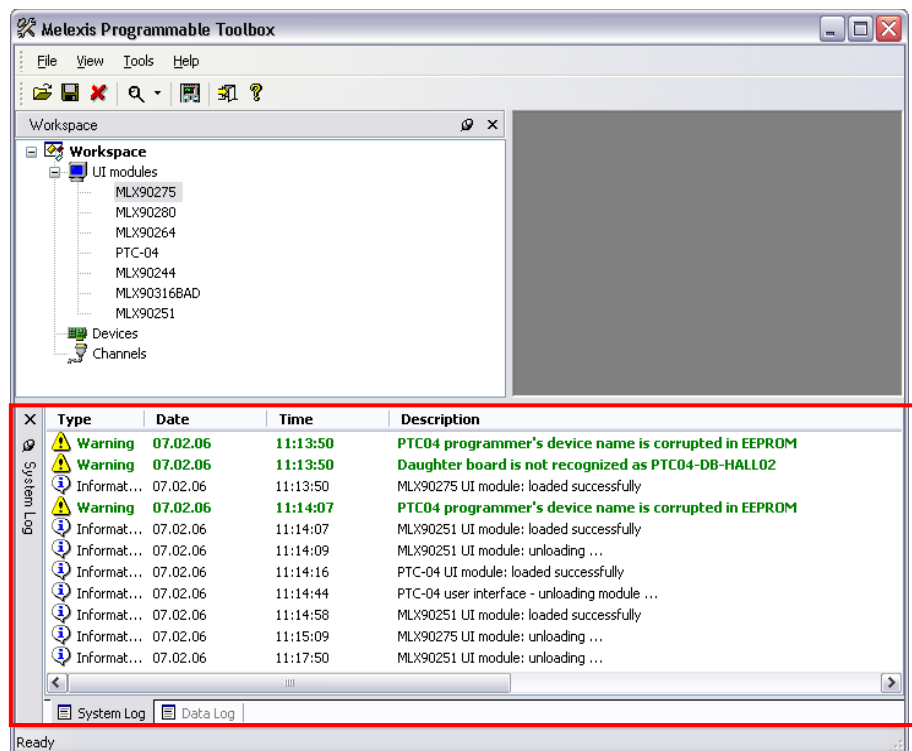 Melexis Programmable Toolbox
File View Tools Help
Workspace
Workspace
UI modules
MLX90275
MLX90280
MLX90264
PTC-04
MLX90244
MLX90316BAD
MLX90251
Devices
Channels
System Log
Type Date Time Description
Warning 07.02.06 11:13:50 PTC04 programmer's device name is corrupted in EEPROM
Warning 07.02.06 11:13:50 Daughter board is not recognized as PTC04-DB-HALL02
Informat... 07.02.06 11:13:50 MLX90275 UI module: loaded successfully
Warning 07.02.06 11:14:07 PTC04 programmer's device name is corrupted in EEPROM
Informat... 07.02.06 11:14:07 MLX90251 UI module: loaded successfully
Informat... 07.02.06 11:14:09 MLX90251 UI module: unloading ...
Informat... 07.02.06 11:14:16 PTC-04 UI module: loaded successfully
Informat... 07.02.06 11:14:44 PTC-04 user interface - unloading module ...
Informat... 07.02.06 11:14:58 MLX90251 UI module: loaded successfully
Informat... 07.02.06 11:15:09 MLX90275 UI module: unloading ...
Informat... 07.02.06 11:17:50 MLX90251 UI module: unloading ...
System Log Data Log
Ready